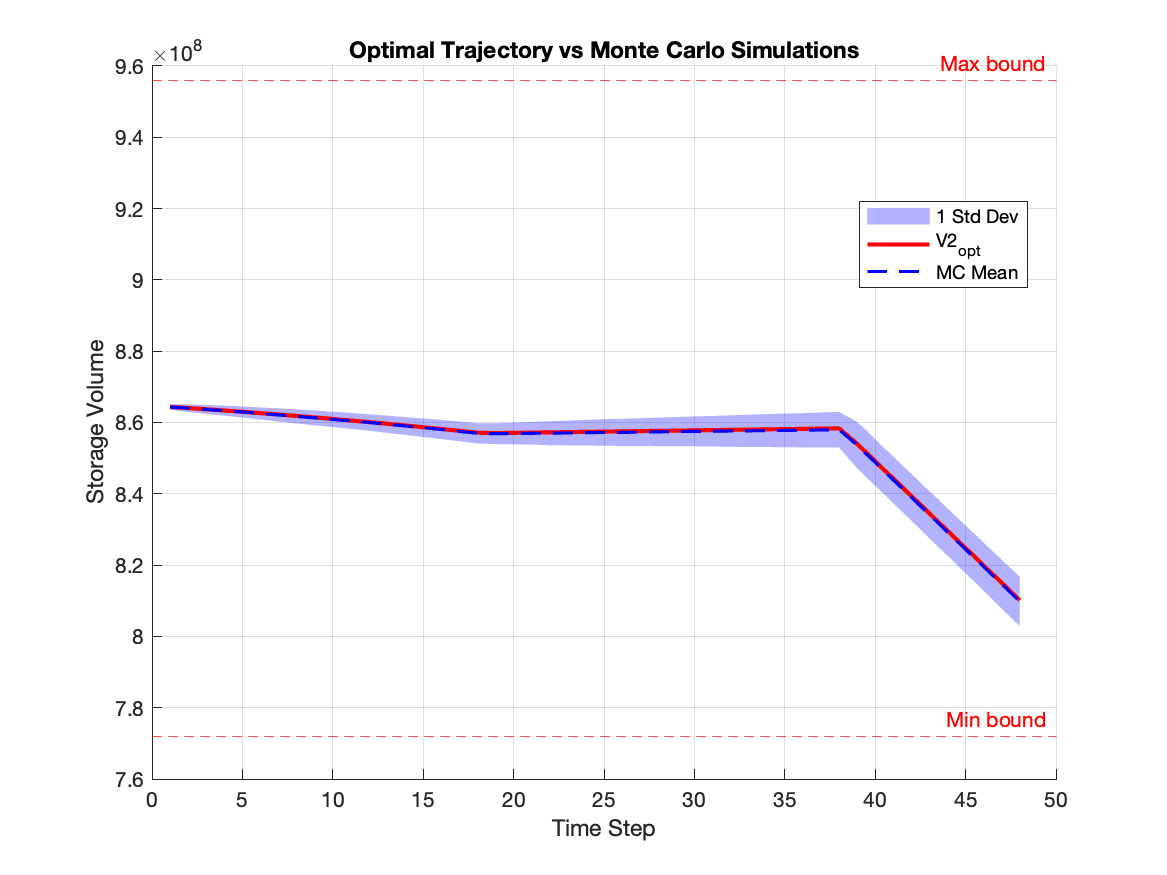 Optimal Trajectory vs Monte Carlo Simulations
×10^8
9.6
9.4
9.2
9
8.8
8.6
8.4
8.2
8
7.8
7.6
Storage Volume
Max bound
1 Std Dev
V2_opt
MC Mean
Min bound
0 5 10 15 20 25 30 35 40 45 50
Time Step